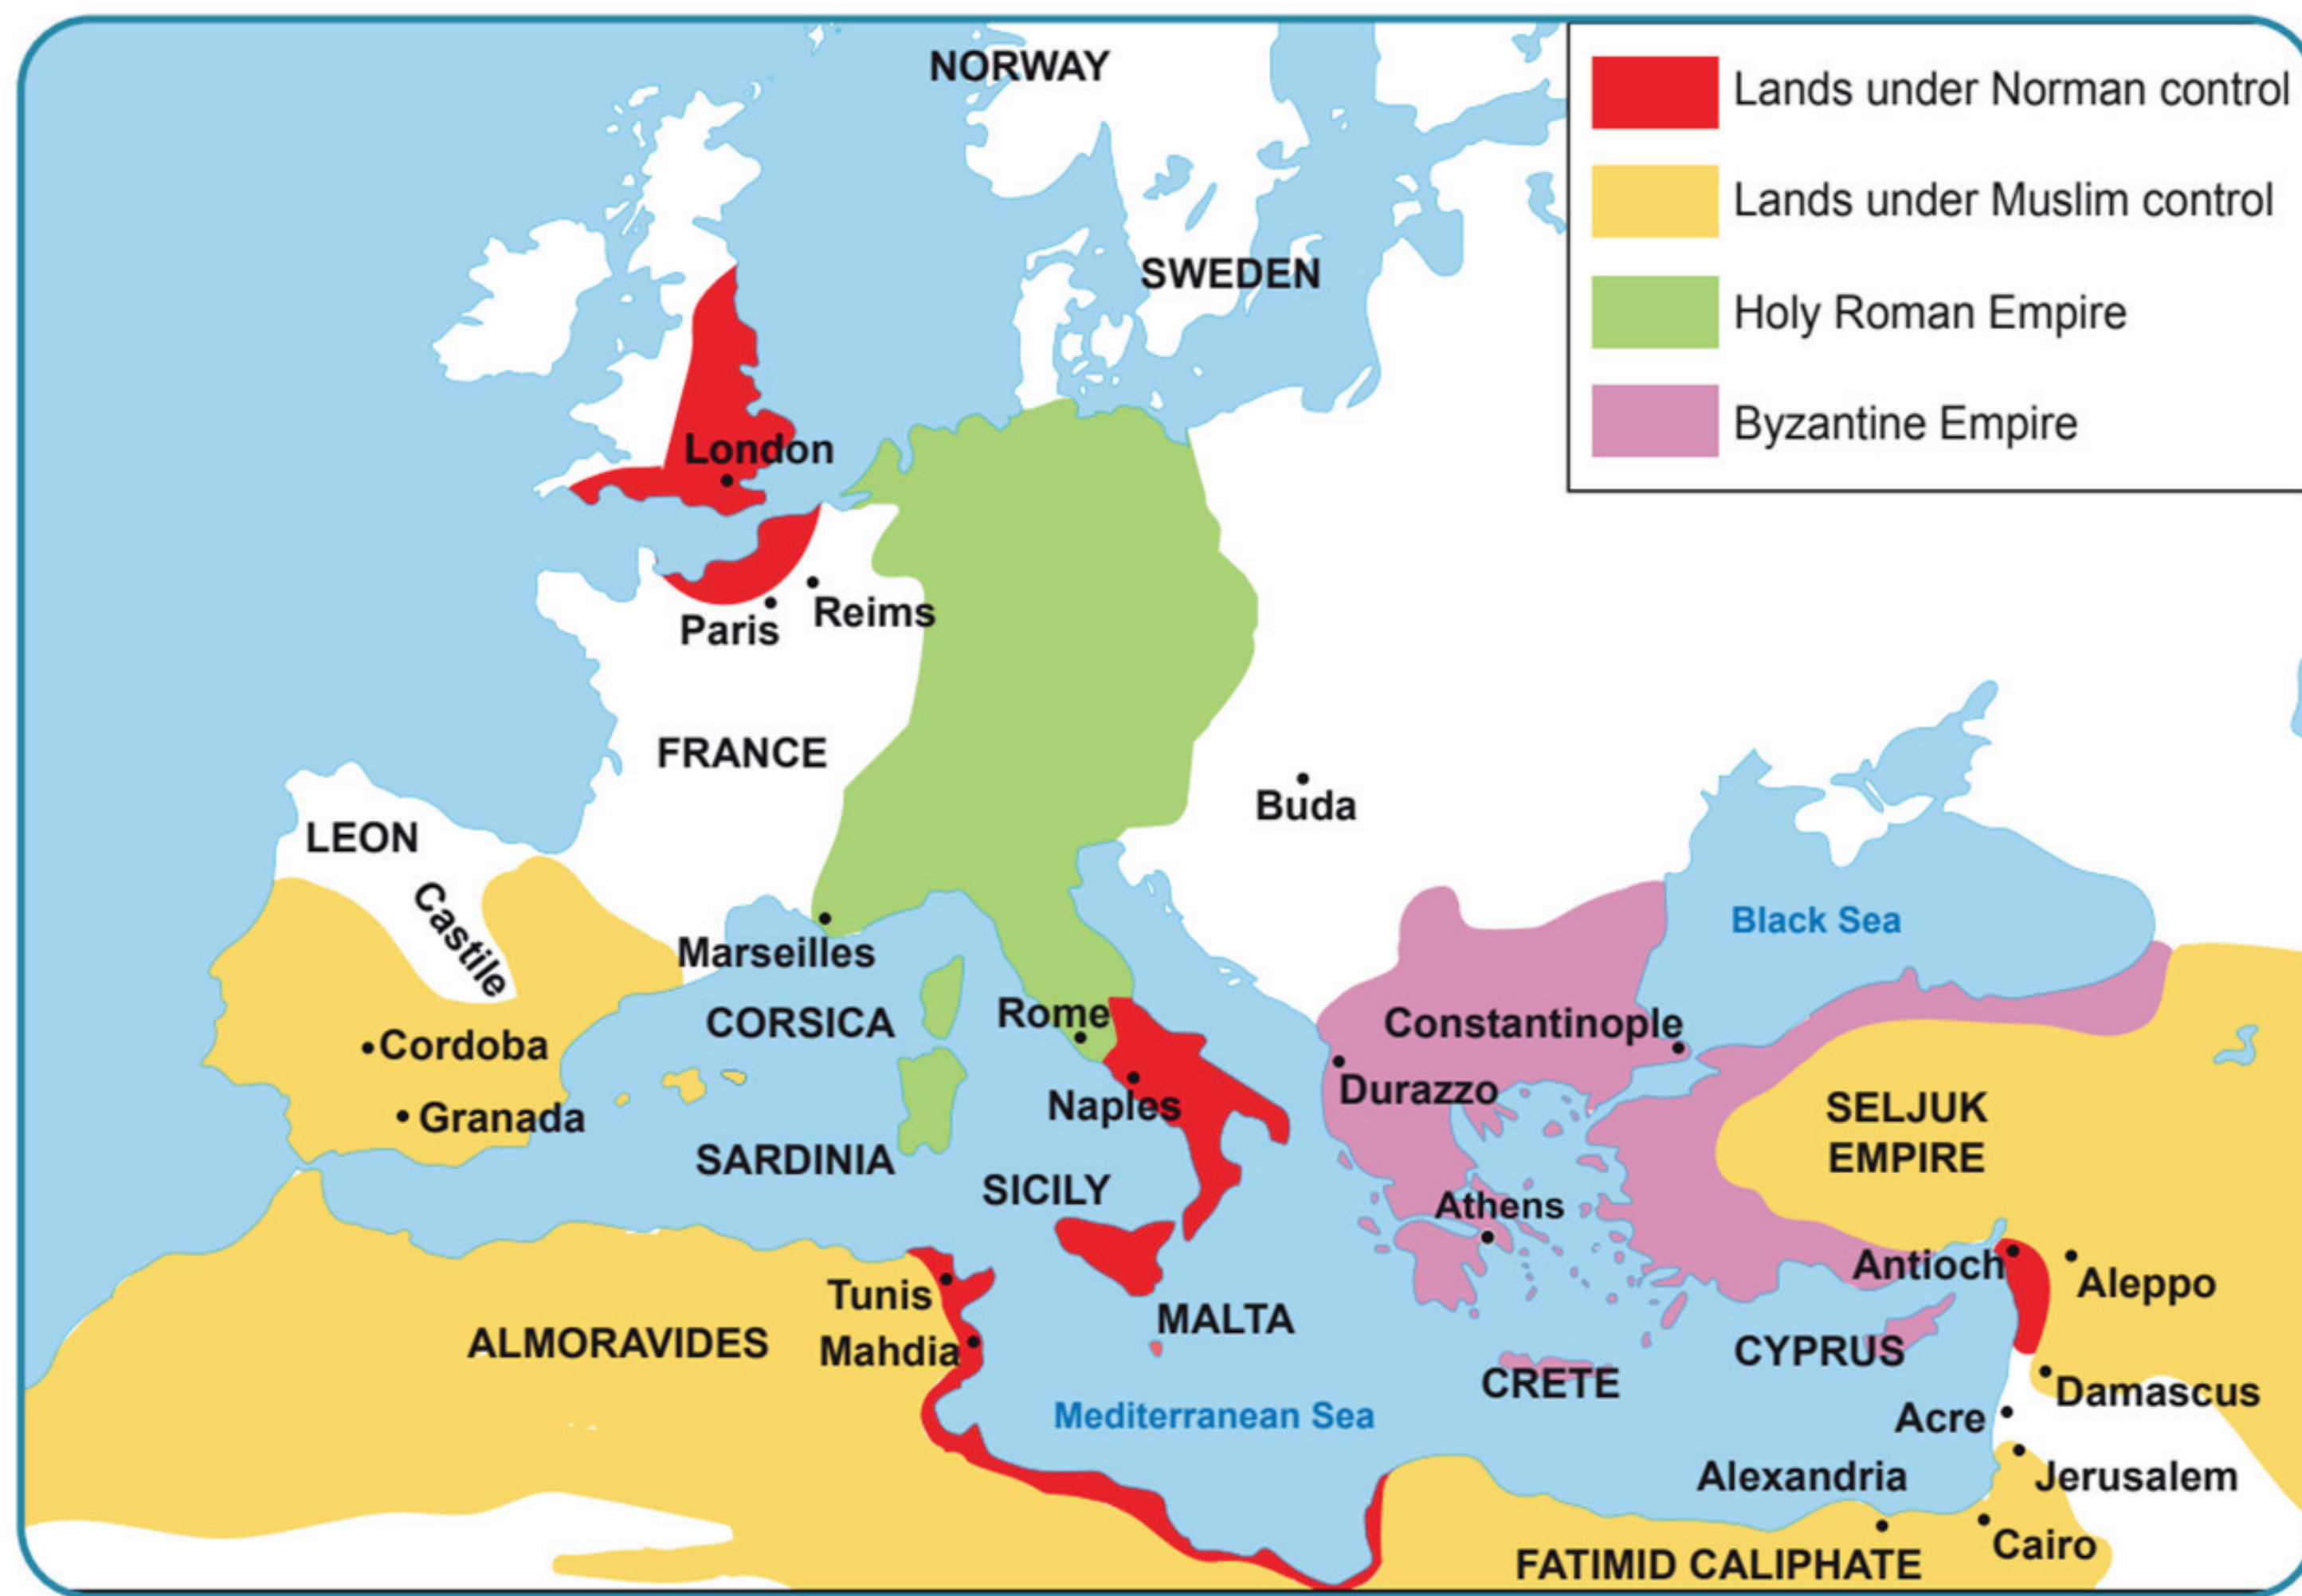 NORWAY
Lands under Norman control
Lands under Muslim control
SWEDEN
Holy Roman Empire
Byzantine Empire
London
Reims
Paris
FRANCE
Buda
LEON
Castile
Black Sea
Marseilles
CORSICA
Rome
Constantinople
Cordoba
Durazzo
Naples
SELJUK
EMPIRE
Granada
SARDINIA
SICILY
Athens
Antioch
Aleppo
Tunis
MALTA
ALMORAVIDES
Mahdia
CYPRUS
CRETE
Damascus
Mediterranean Sea
Acre
Alexandria
Jerusalem
Cairo
FATIMID CALIPHATE